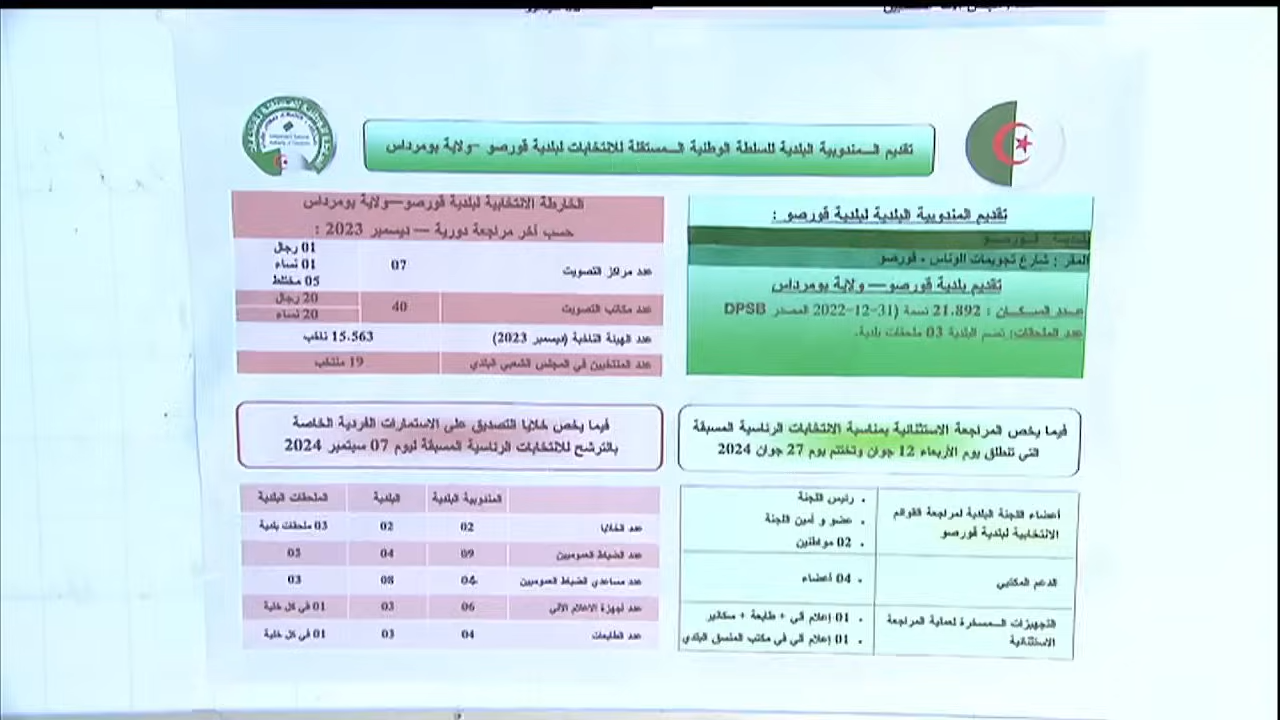 تقديم الـمندوبية البلدية للسلطة الوطنية المستقلة للانتخابات لبلدية قورصو -ولاية بومرداس
تقديم المندوبية البلدية لبلدية قورصو :
بلدية قورصو
المقر : شارع تجويمات الوناس - قورصو
تقديم بلدية قورصو— ولاية بومرداس
عدد السكان : 21.892 نسمة (31-12-2022 المصدر DPSB
عدد الملحقات: تضم البلدية 03 ملحقات بلدية.
الخارطة الانتخابية لبلدية قورصو—ولاية بومرداس
حسب آخر مراجعة دورية — ديسمبر 2023 :
عدد مراكز التصويت 07 01 رجال
01 نساء
05 مختلط
عدد مكاتب التصويت 40 20 رجال
20 نساء
عدد الهيئة الناخبة (ديسمبر 2023) 15.563 ناخب
عدد المنتخبين في المجلس الشعبي البلدي 19 منتخب
فيما يخص المراجعة الاستثنائية بمناسبة الانتخابات الرئاسية المسبقة
التي تنطلق يوم الأربعاء 12 جوان وتختتم يوم 27 جوان 2024
أعضاء اللجنة البلدية لمراجعة القوائم الانتخابية لبلدية قورصو
• رئيس اللجنة
• عضو و أمين اللجنة
• 02 مواطنين
الدعم المكتبي • 04 أعضاء
التجهيزات الـمسخرة لعملية المراجعة الاستثنائية
• 01 إعلام آلي + طابعة + سكانير
• 01 إعلام آلي في مكتب المنسق البلدي
فيما يخص خلايا التصديق على الاستمارات الفردية الخاصة
بالترشح للانتخابات الرئاسية المسبقة ليوم 07 سبتمبر 2024
المندوبية البلدية البلدية الملحقات البلدية
عدد الخلايا 02 02 03 ملحقات بلدية
عدد الضباط العموميين 09 04 03
عدد مساعدي الضباط العموميين 04 08 03
عدد أجهزة الاعلام الآلي 06 03 01 في كل خلية
عدد الطابعات 04 03 01 في كل خلية